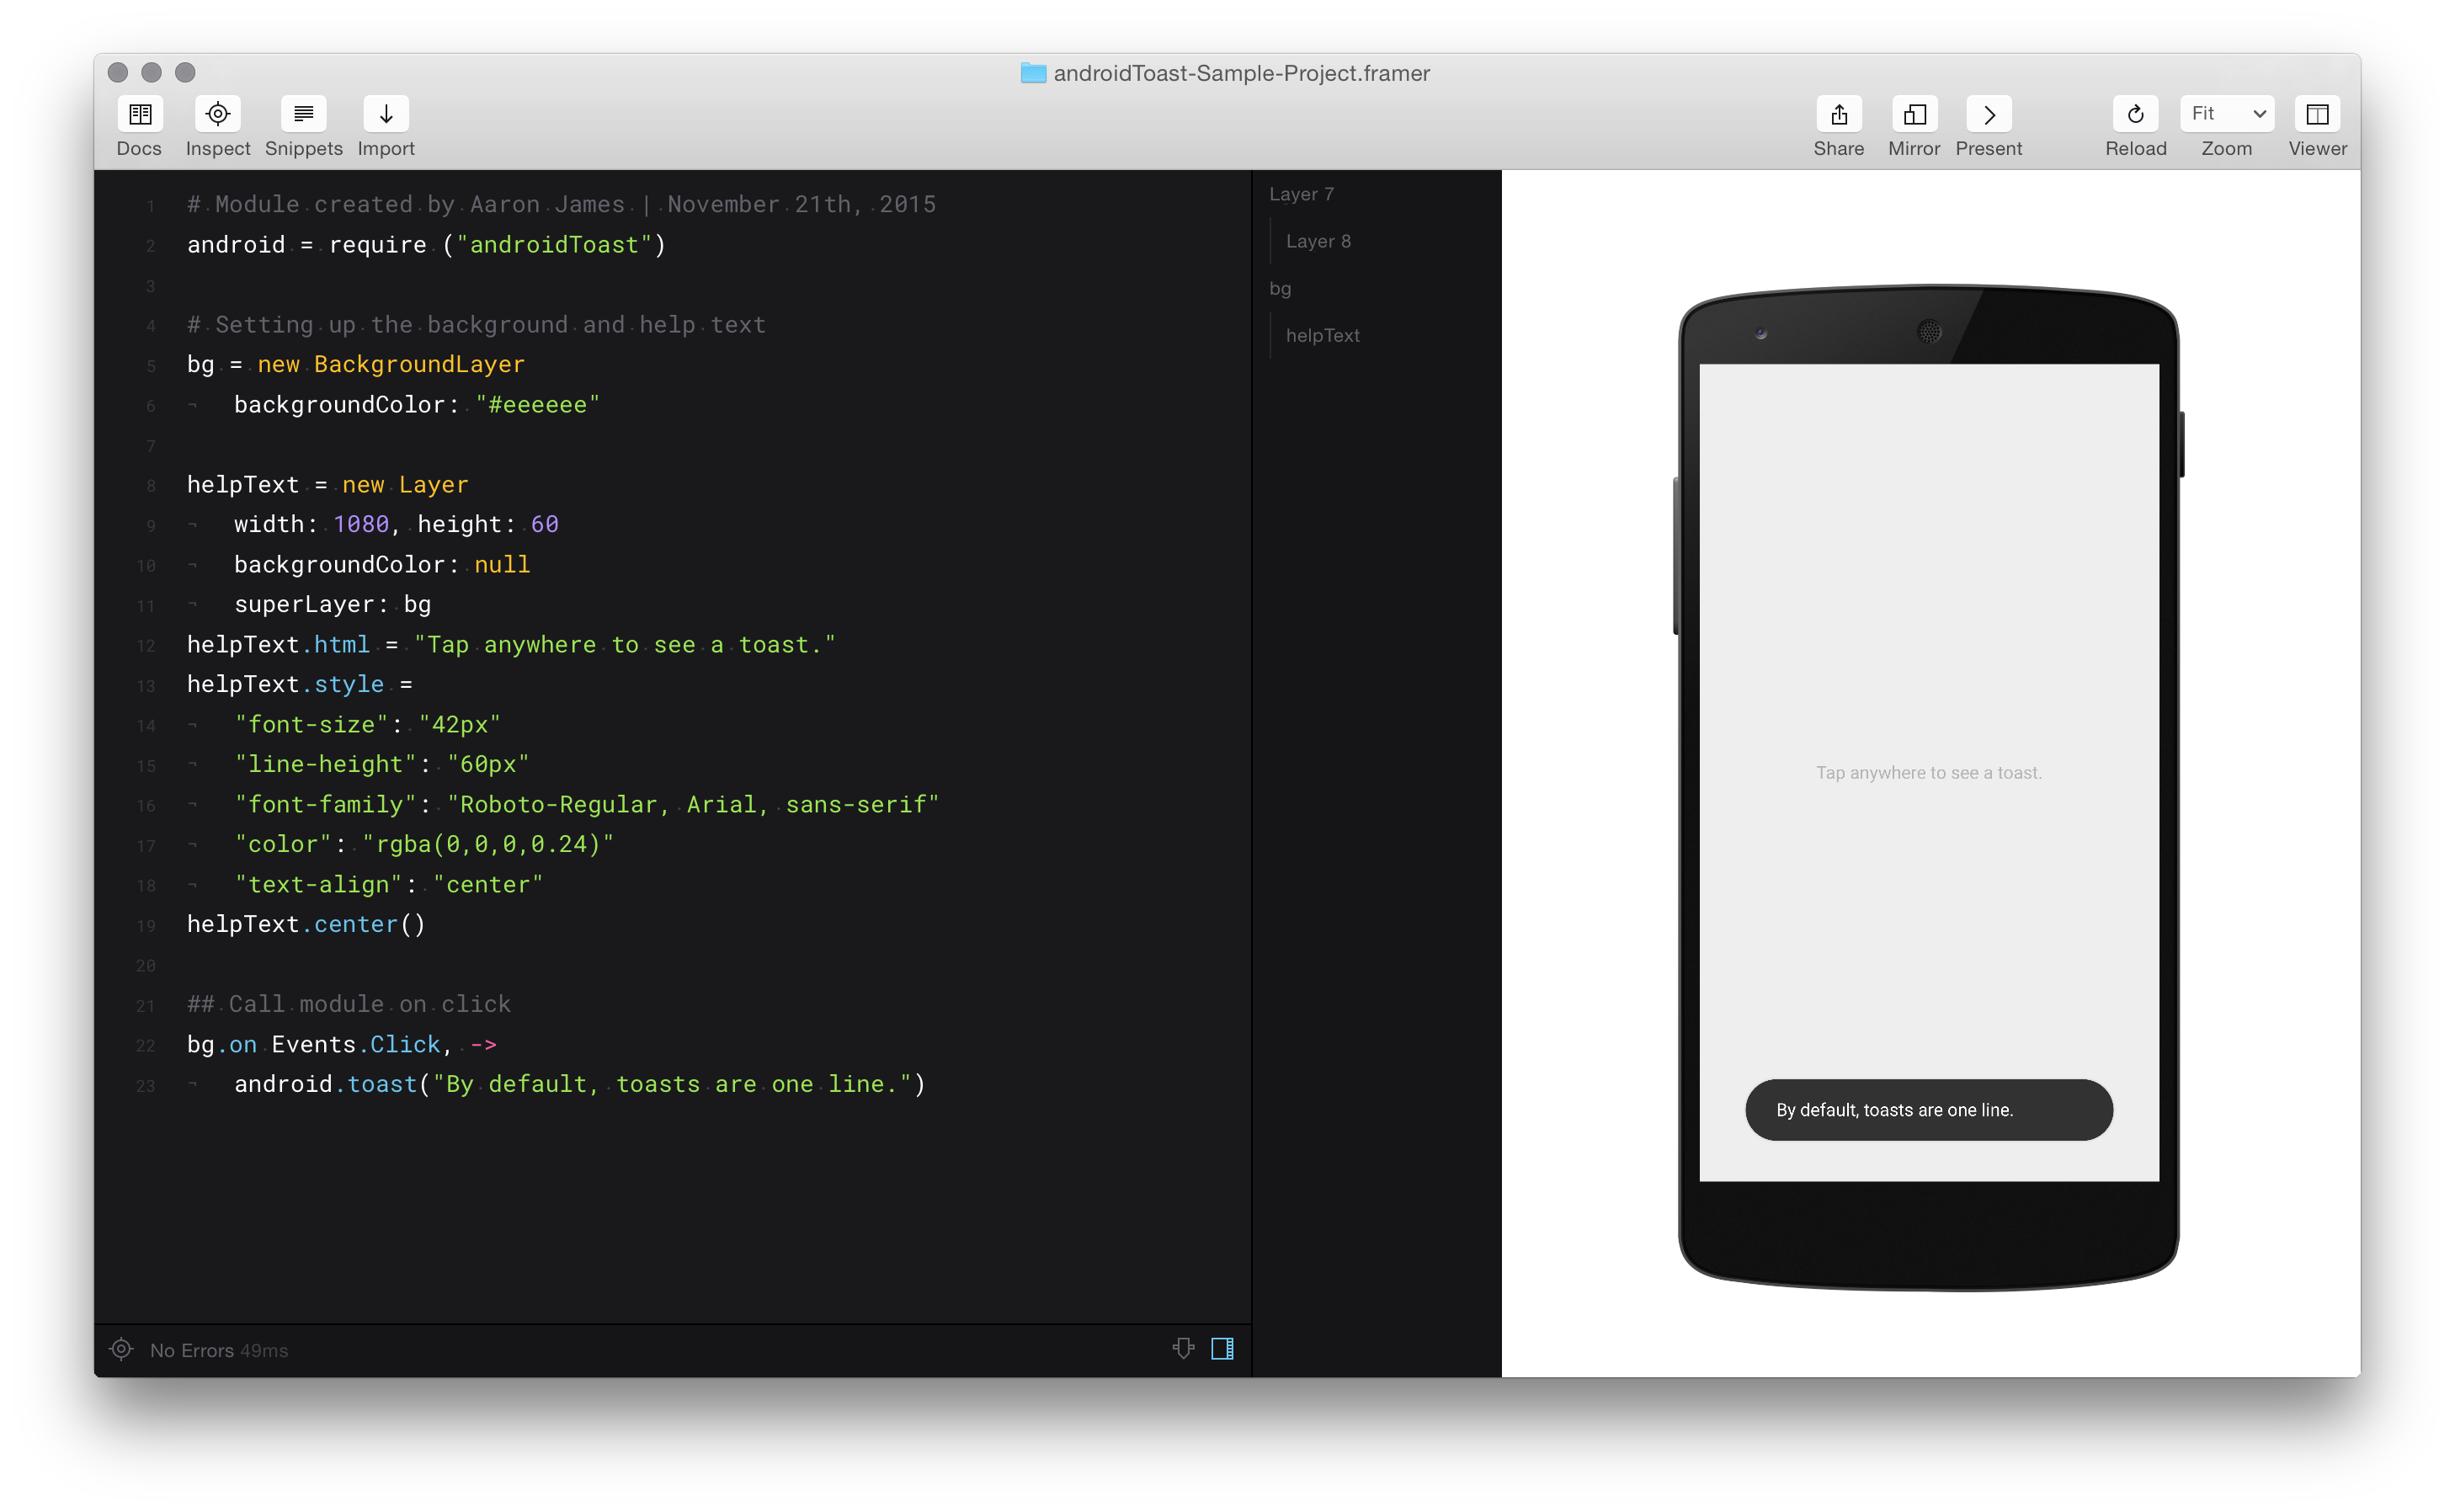 androidToast-Sample-Project.framer
Docs Inspect Snippets Import Share Mirror Present Reload Fit Zoom Viewer
1 # Module created by Aaron James | November 21th, 2015
2 android = require ("androidToast")
3
4 # Setting up the background and help text
5 bg = new BackgroundLayer
6 backgroundColor: "#eeeeee"
7
8 helpText = new Layer
9 width: 1080, height: 60
10 backgroundColor: null
11 superLayer: bg
12 helpText.html = "Tap anywhere to see a toast."
13 helpText.style =
14 "font-size": "42px"
15 "line-height": "60px"
16 "font-family": "Roboto-Regular, Arial, sans-serif"
17 "color": "rgba(0,0,0,0.24)"
18 "text-align": "center"
19 helpText.center()
20
21 ## Call module on click
22 bg.on Events.Click, ->
23 android.toast("By default, toasts are one line.")
No Errors 49ms
Layer 7
Layer 8
bg
helpText
Tap anywhere to see a toast.
By default, toasts are one line.